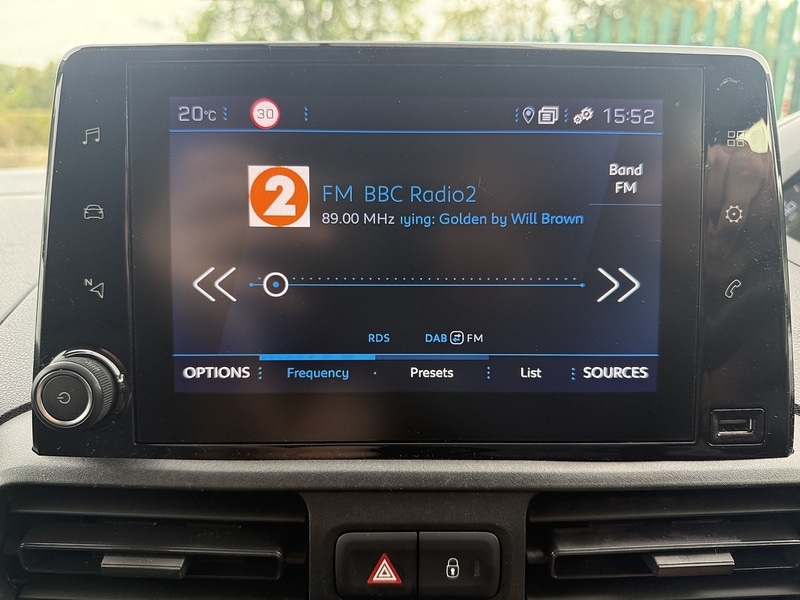 20°C 30 15:52
2 FM BBC Radio2 Band FM
89.00 MHz ıying: Golden by Will Brown
RDS DAB FM
OPTIONS Frequency Presets List SOURCES
N